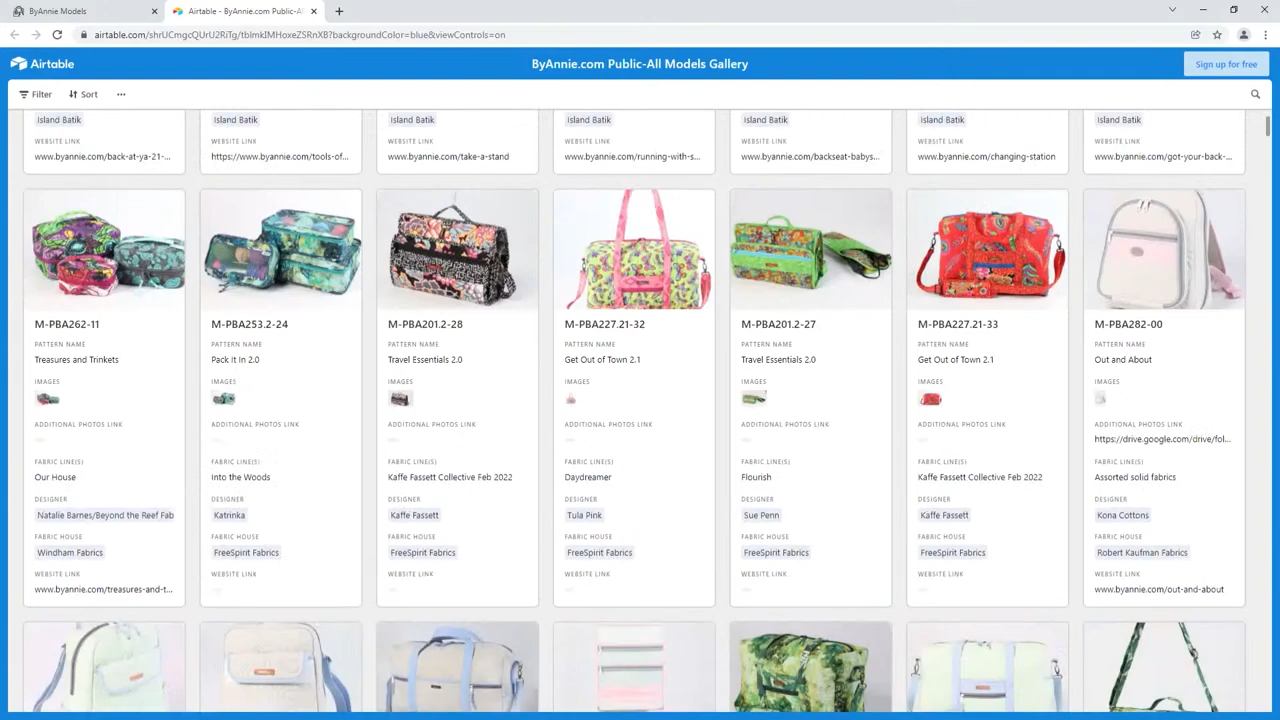 ByAnnie Models
Airtable - ByAnnie.com Public-Al
airtable.com/shrUCmgcQUrU2RiTg/tblmkIMHoxeZSRnXB?backgroundColor=blue&viewControls=on
Airtable
ByAnnie.com Public-All Models Gallery
Sign up for free
Filter Sort ...
Island Batik Island Batik Island Batik Island Batik Island Batik Island Batik Island Batik
WEBSITE LINK WEBSITE LINK WEBSITE LINK WEBSITE LINK WEBSITE LINK WEBSITE LINK WEBSITE LINK
www.byannie.com/back-at-ya-21-... https://www.byannie.com/tools-of... www.byannie.com/take-a-stand www.byannie.com/running-with-s... www.byannie.com/backseat-babys... www.byannie.com/changing-station www.byannie.com/got-your-back-...
M-PBA262-11 M-PBA253.2-24 M-PBA201.2-28 M-PBA227.21-32 M-PBA201.2-27 M-PBA227.21-33 M-PBA282-00
PATTERN NAME PATTERN NAME PATTERN NAME PATTERN NAME PATTERN NAME PATTERN NAME PATTERN NAME
Treasures and Trinkets Pack It In 2.0 Travel Essentials 2.0 Get Out of Town 2.1 Travel Essentials 2.0 Get Out of Town 2.1 Out and About
IMAGES IMAGES IMAGES IMAGES IMAGES IMAGES IMAGES
ADDITIONAL PHOTOS LINK ADDITIONAL PHOTOS LINK ADDITIONAL PHOTOS LINK ADDITIONAL PHOTOS LINK ADDITIONAL PHOTOS LINK ADDITIONAL PHOTOS LINK ADDITIONAL PHOTOS LINK
https://drive.google.com/drive/fol...
FABRIC LINE(S) FABRIC LINE(S) FABRIC LINE(S) FABRIC LINE(S) FABRIC LINE(S) FABRIC LINE(S) FABRIC LINE(S)
Our House Into the Woods Kaffe Fassett Collective Feb 2022 Daydreamer Flourish Kaffe Fassett Collective Feb 2022 Assorted solid fabrics
DESIGNER DESIGNER DESIGNER DESIGNER DESIGNER DESIGNER DESIGNER
Natalie Barnes/Beyond the Reef Fab Katrinka Kaffe Fassett Tula Pink Sue Penn Kaffe Fassett Kona Cottons
FABRIC HOUSE FABRIC HOUSE FABRIC HOUSE FABRIC HOUSE FABRIC HOUSE FABRIC HOUSE FABRIC HOUSE
Windham Fabrics FreeSpirit Fabrics FreeSpirit Fabrics FreeSpirit Fabrics FreeSpirit Fabrics FreeSpirit Fabrics Robert Kaufman Fabrics
WEBSITE LINK WEBSITE LINK WEBSITE LINK WEBSITE LINK WEBSITE LINK WEBSITE LINK WEBSITE LINK
www.byannie.com/treasures-and-t... www.byannie.com/out-and-about